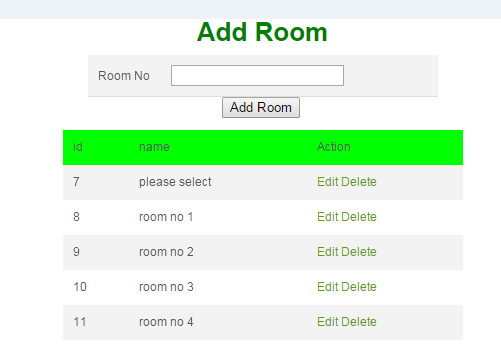 Add Room
Room No
Add Room
id name Action
7 please select Edit Delete
8 room no 1 Edit Delete
9 room no 2 Edit Delete
10 room no 3 Edit Delete
11 room no 4 Edit Delete